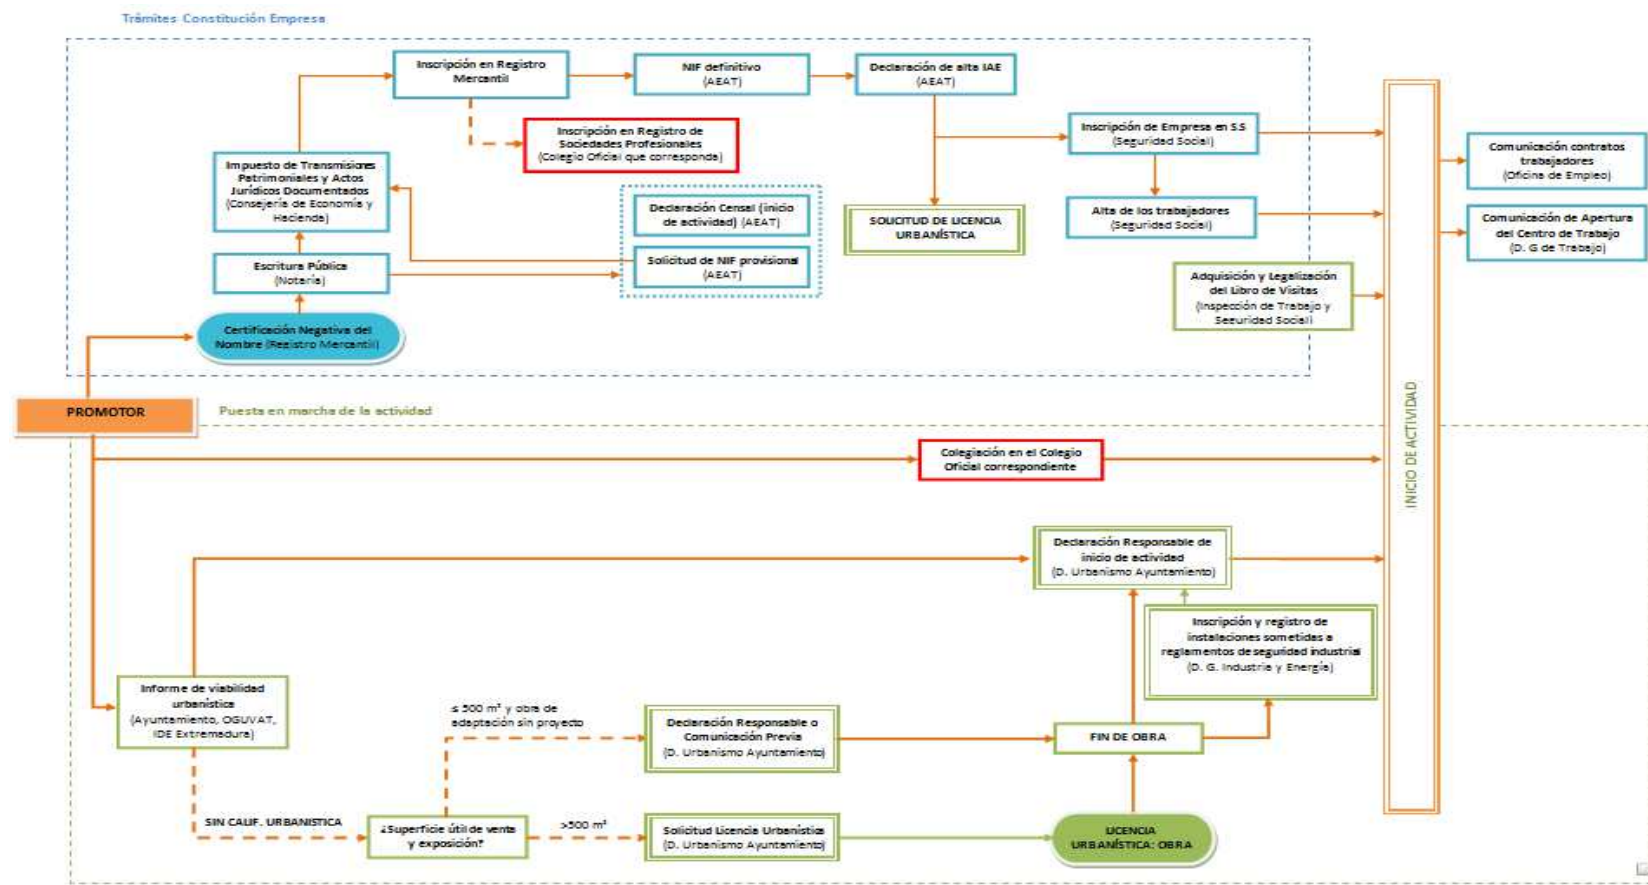 Trámites Constitución Empresa
Inscripción en Registro
Mercantil
NIF definitivo
(AEAT)
Declaración de alta IAE
(AEAT)
Inscripción en Registro de
Sociedades Profesionales
(Colegio Oficial que corresponda)
Inscripción de Empresa en S.S
(Seguridad Social)
Comunicación contratos
trabajadores
(Oficina de Empleo)
Impuesto de Transmisiones
Patrimoniales y Actos
Jurídicos Documentados
(Consejería de Economía y
Hacienda)
Declaración Censal (inicio
de actividad) (AEAT)
SOLICITUD DE LICENCIA
URBANÍSTICA
Alta de los trabajadores
(Seguridad Social)
Comunicación de Apertura
del Centro de Trabajo
(D. G de Trabajo)
Escritura Pública
(Notaría)
Solicitud de NIF provisional
(AEAT)
Adquisición y Legalización
del Libro de Visitas
(Inspección de Trabajo y
Seguridad Social)
Certificación Negativa del
Nombre (Registro Mercantil)
PROMOTOR
Puesta en marcha de la actividad
INICIO DE ACTIVIDAD
Colegiación en el Colegio
Oficial correspondiente
Declaración Responsable de
inicio de actividad
(D. Urbanismo Ayuntamiento)
Inscripción y registro de
instalaciones sometidas a
reglamentos de seguridad industrial
(D. G. Industria y Energía)
Informe de viabilidad
urbanística
(Ayuntamiento, OGUVAT,
IDE Extremadura)
≤ 500 m² y obra de
adaptación sin proyecto
Declaración Responsable o
Comunicación Previa
(D. Urbanismo Ayuntamiento)
FIN DE OBRA
SIN CALIF. URBANISTICA
¿Superficie útil de venta
y exposición?
>500 m²
Solicitud Licencia Urbanística
(D. Urbanismo Ayuntamiento)
LICENCIA
URBANÍSTICA: OBRA